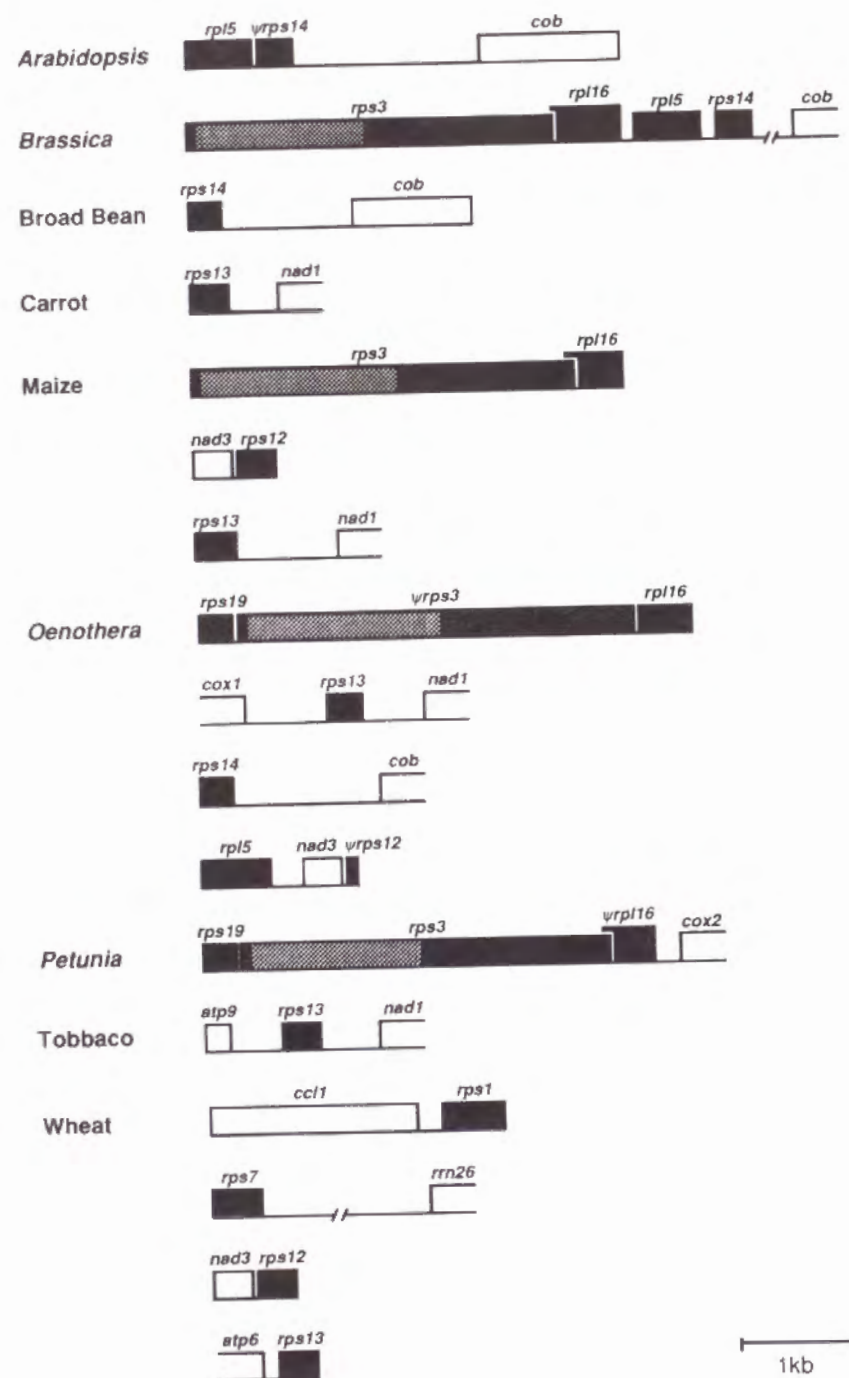 rpl5 ψrps14 cob
Arabidopsis
rps3 rpl16 rpl5 rps14 cob
Brassica
rps14 cob
Broad Bean
rps13 nad1
Carrot
rps3 rpl16
Maize
nad3 rps12
rps13 nad1
rps19 ψrps3 rpl16
Oenothera
cox1 rps13 nad1
rps14 cob
rpl5 nad3 ψrps12
rps19 rps3 ψrpl16 cox2
Petunia
atp9 rps13 nad1
Tobbaco
ccl1 rps1
Wheat
rps7 rrn26
nad3 rps12
atp6 rps13
1kb